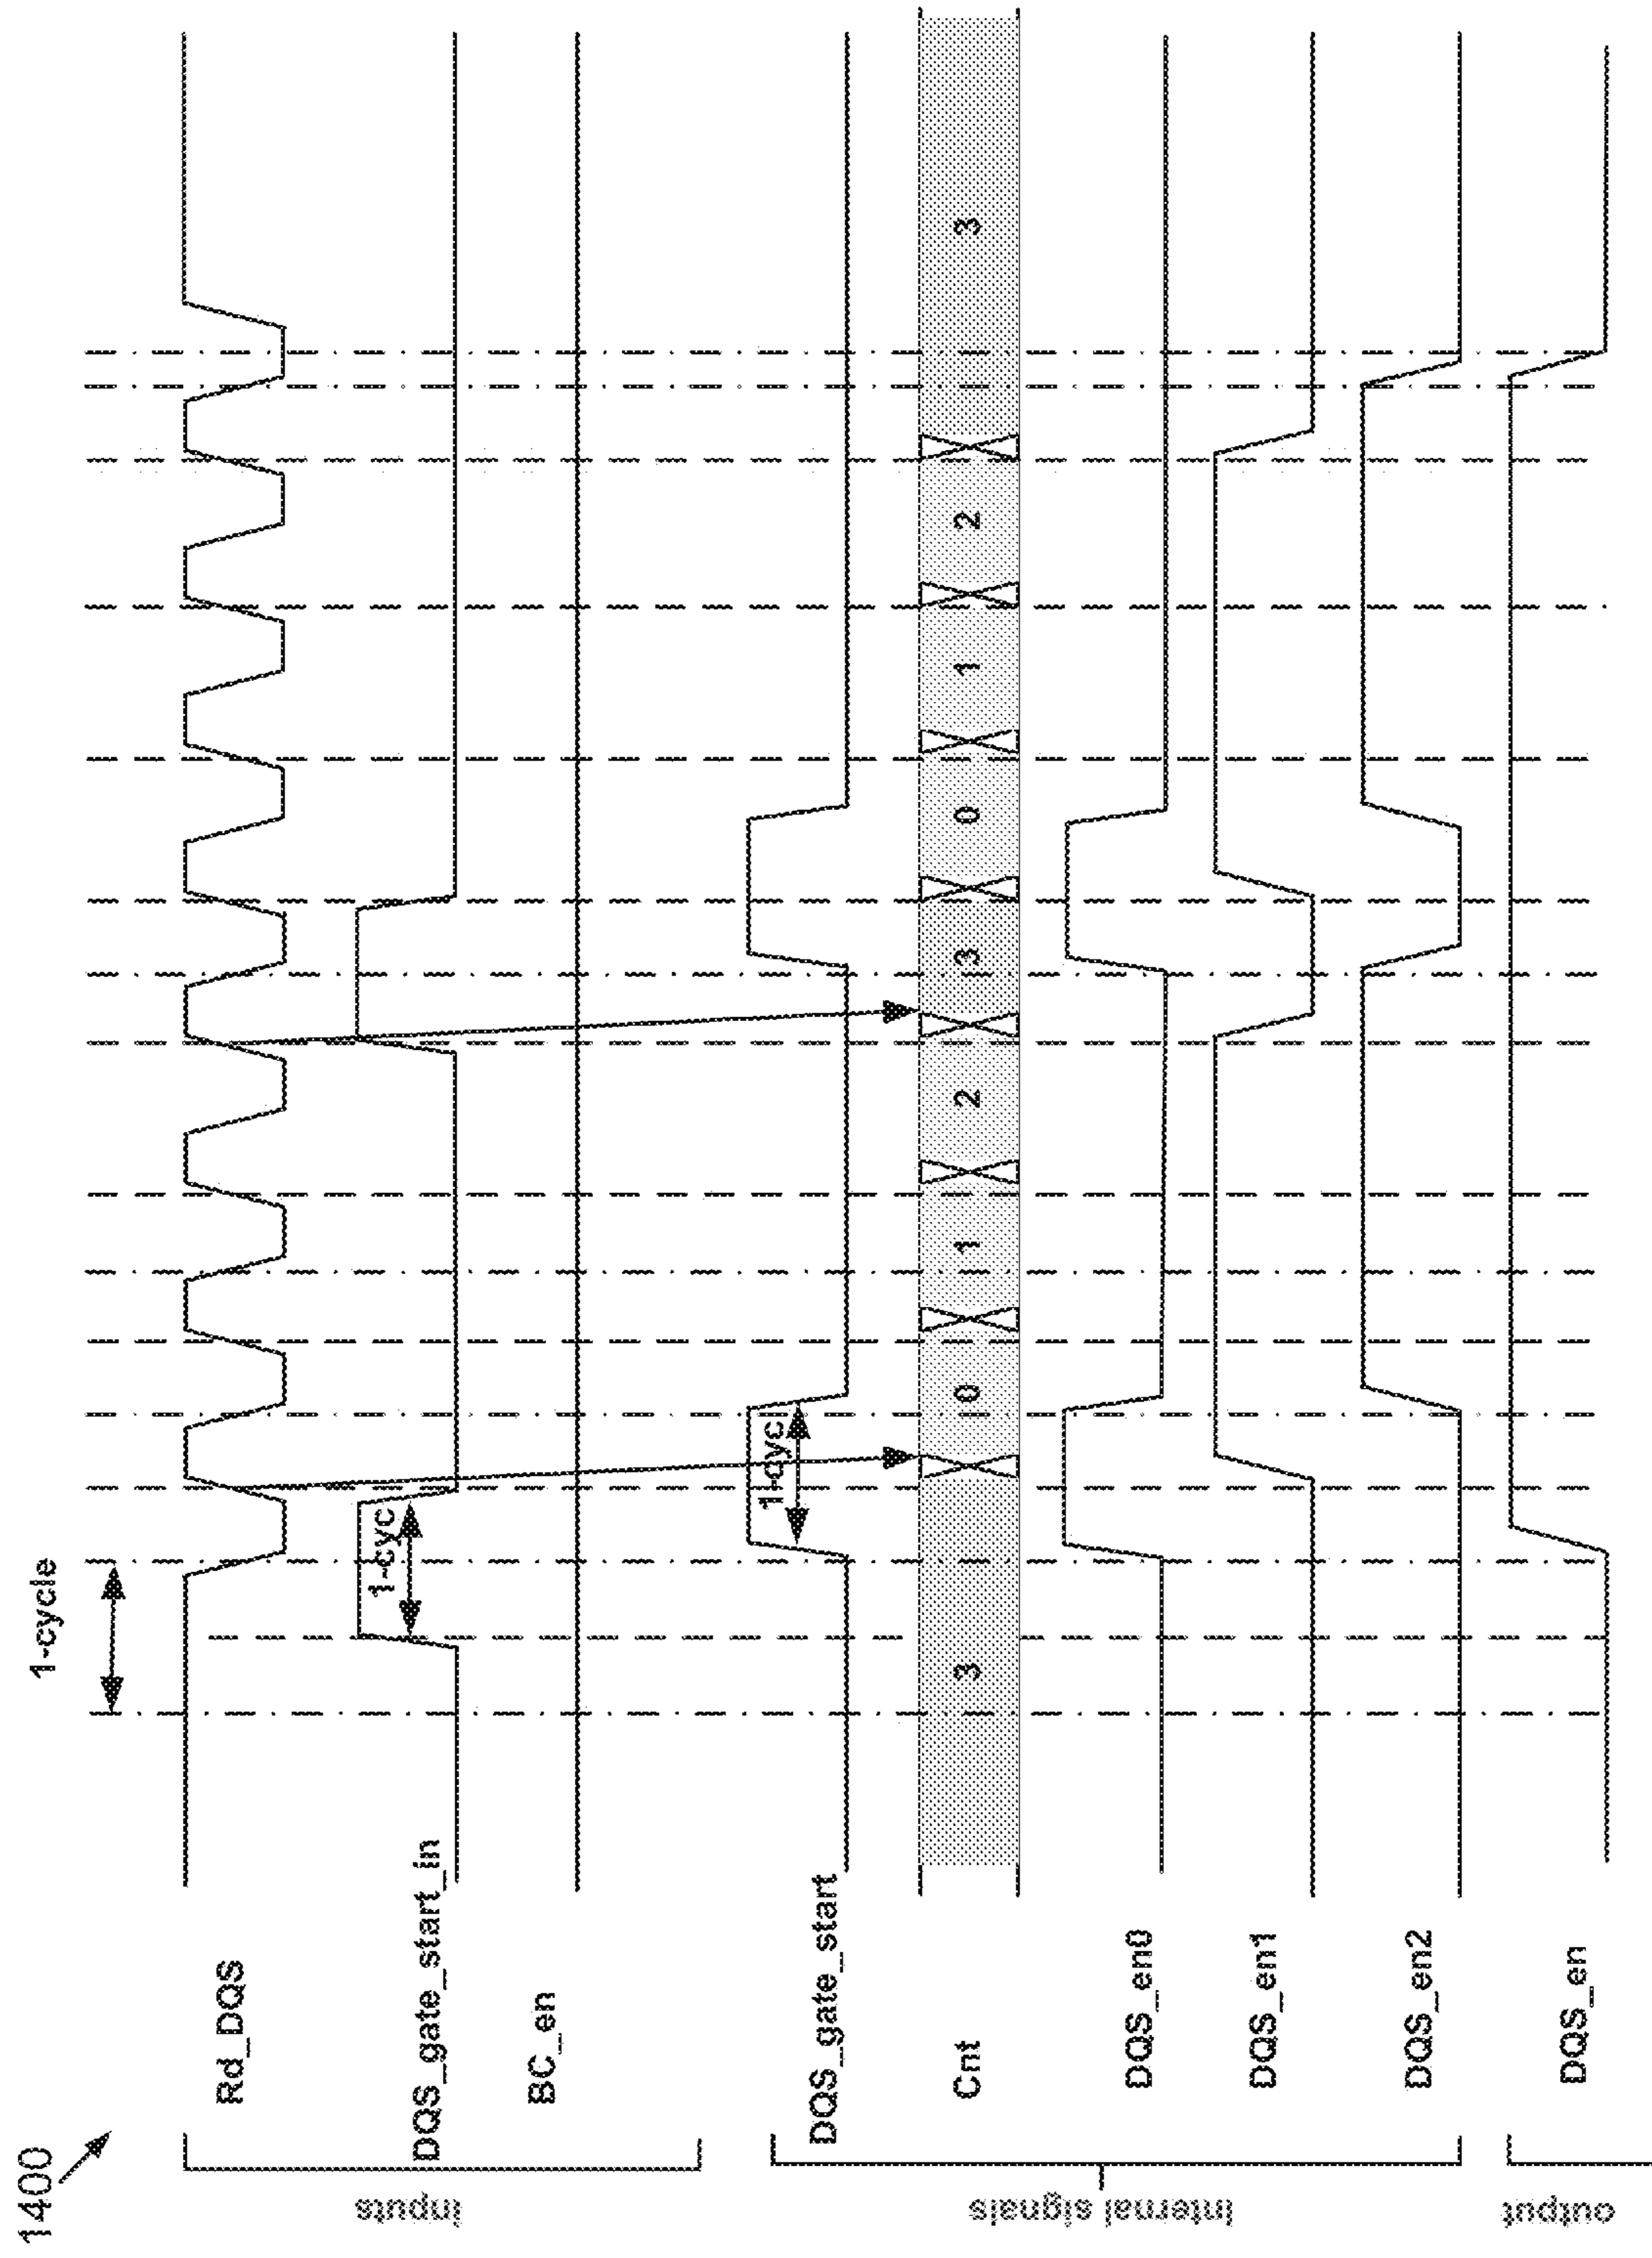 1400
1-cycle
inputs
Rd_DQS
DQS_gate_start_in
1-cyc
BC_en
Internal signals
DQS_gate_start
1-cyc
Cnt
3 0 1 2 3 0 1 2 3
DQS_en0
DQS_en1
DQS_en2
output
DQS_en